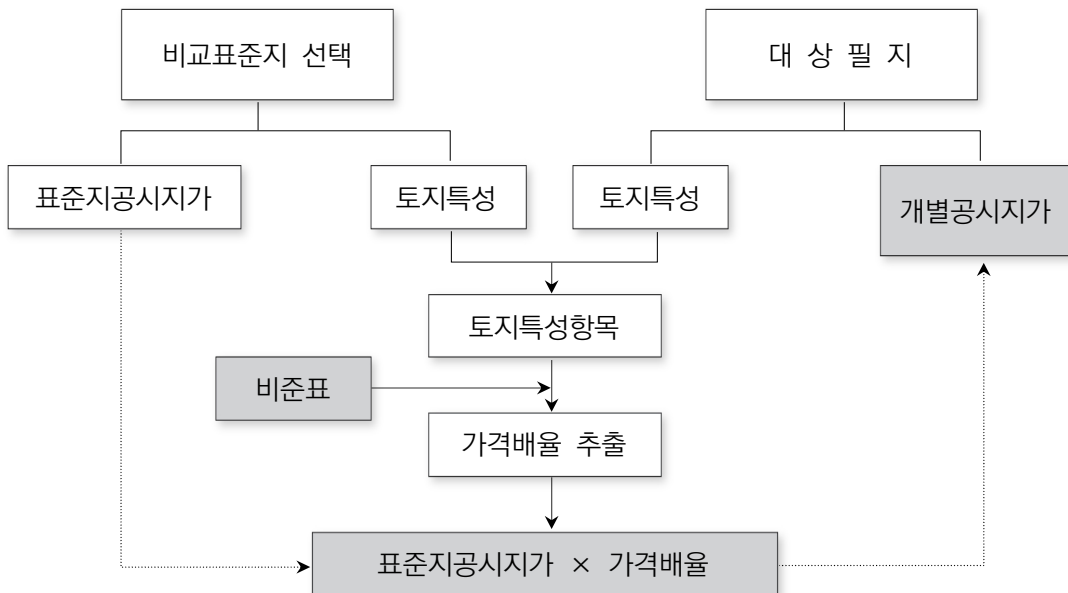 비교표준지 선택
대 상 필 지
표준지공시지가
토지특성
토지특성
개별공시지가
토지특성항목
비준표
가격배율 추출
표준지공시지가 × 가격배율